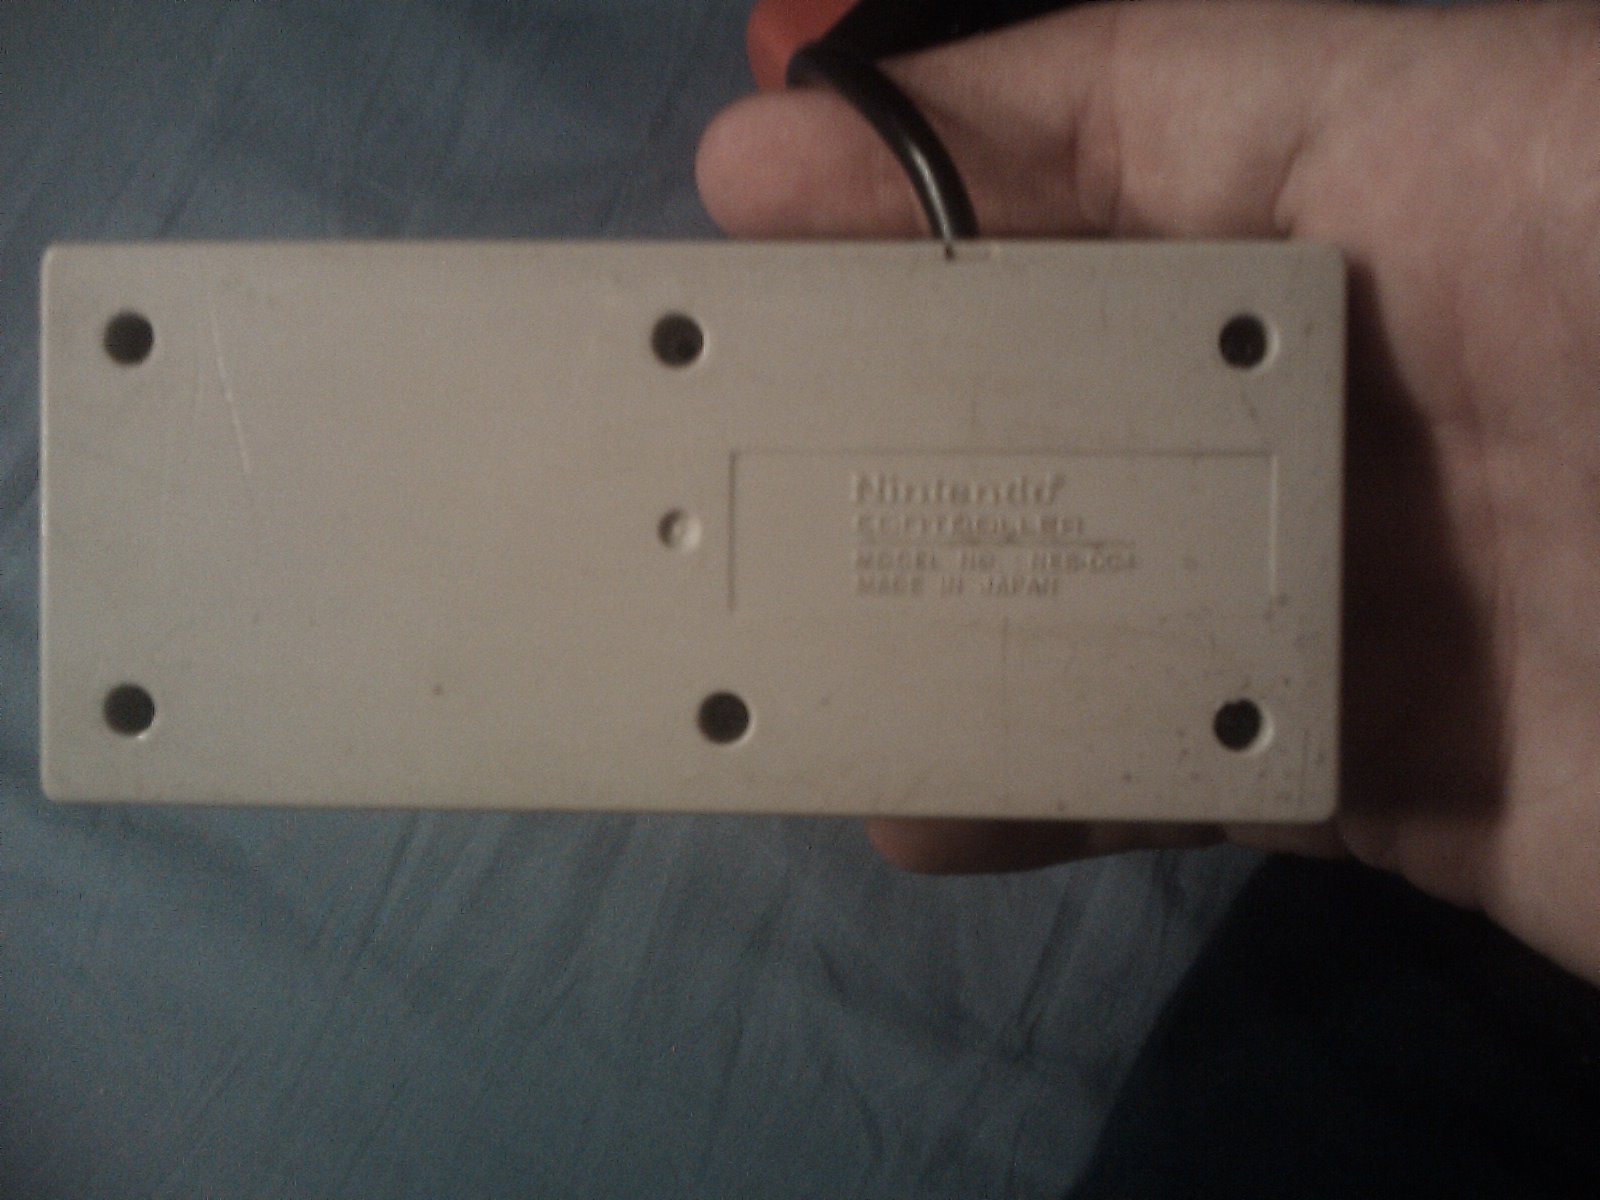 Nintendo
CONTROLLER
MODEL NO. NES-004
MADE IN JAPAN